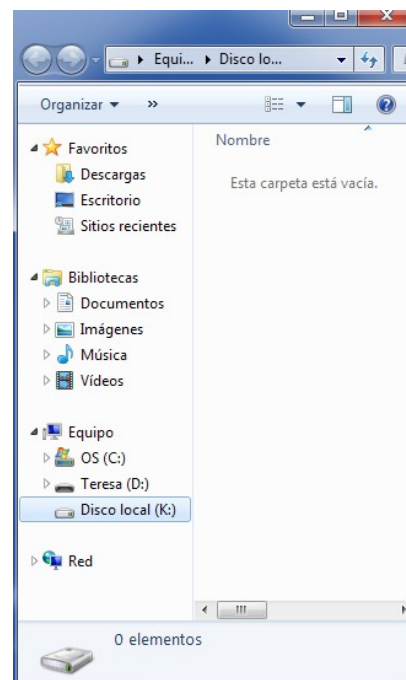 Equi... Disco lo...
Organizar »
Favoritos
Descargas
Escritorio
Sitios recientes
Bibliotecas
Documentos
Imágenes
Música
Vídeos
Equipo
OS (C:)
Teresa (D:)
Disco local (K:)
Red
Nombre
Esta carpeta está vacía.
0 elementos